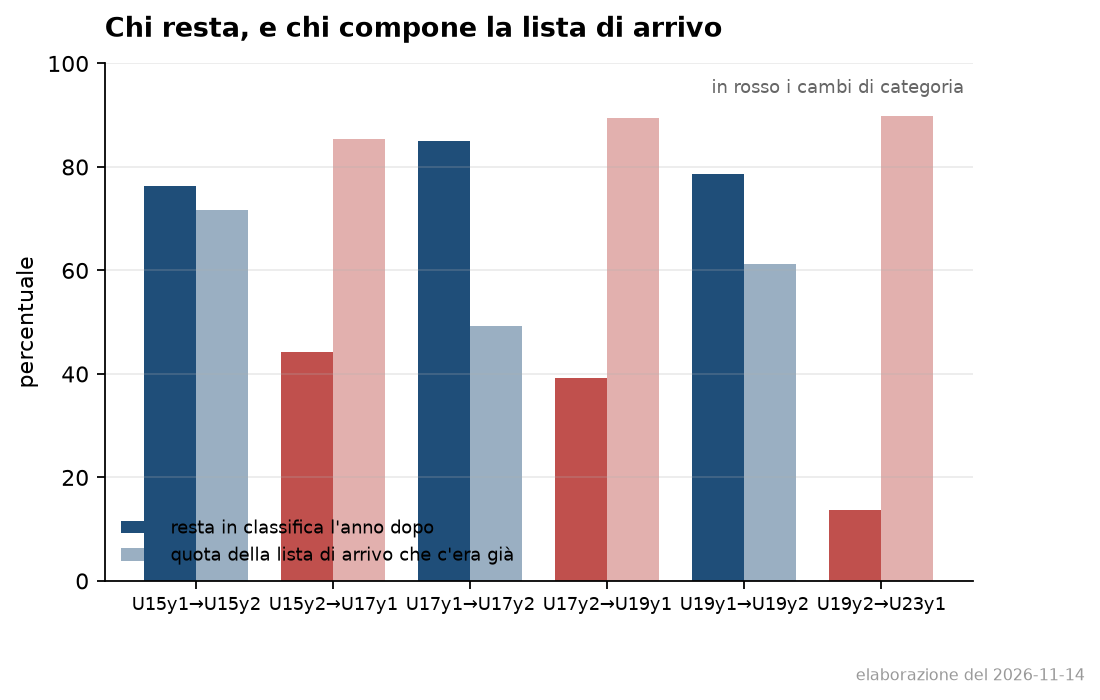 Chi resta, e chi compone la lista di arrivo
100
in rosso i cambi di categoria
80
60
percentuale
40
20
resta in classifica l'anno dopo
quota della lista di arrivo che c'era già
0
U15y1→U15y2 U15y2→U17y1 U17y1→U17y2 U17y2→U19y1 U19y1→U19y2 U19y2→U23y1
elaborazione del 2026-11-14